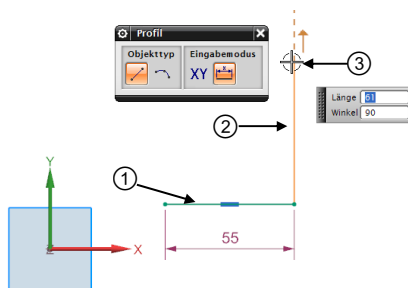 Profil
Objekttyp Eingabemodus
XY
3
Länge 61
Winkel 90
2
Y
1
Z X
55